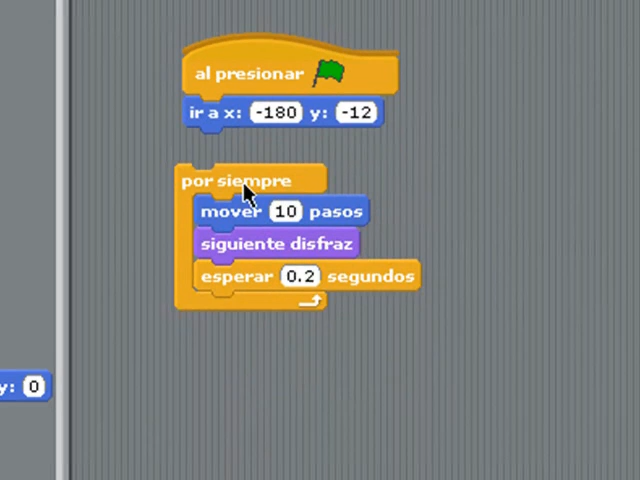 al presionar
ir a x: -180 y: -12
por siempre
mover 10 pasos
siguiente disfraz
esperar 0.2 segundos
y: 0